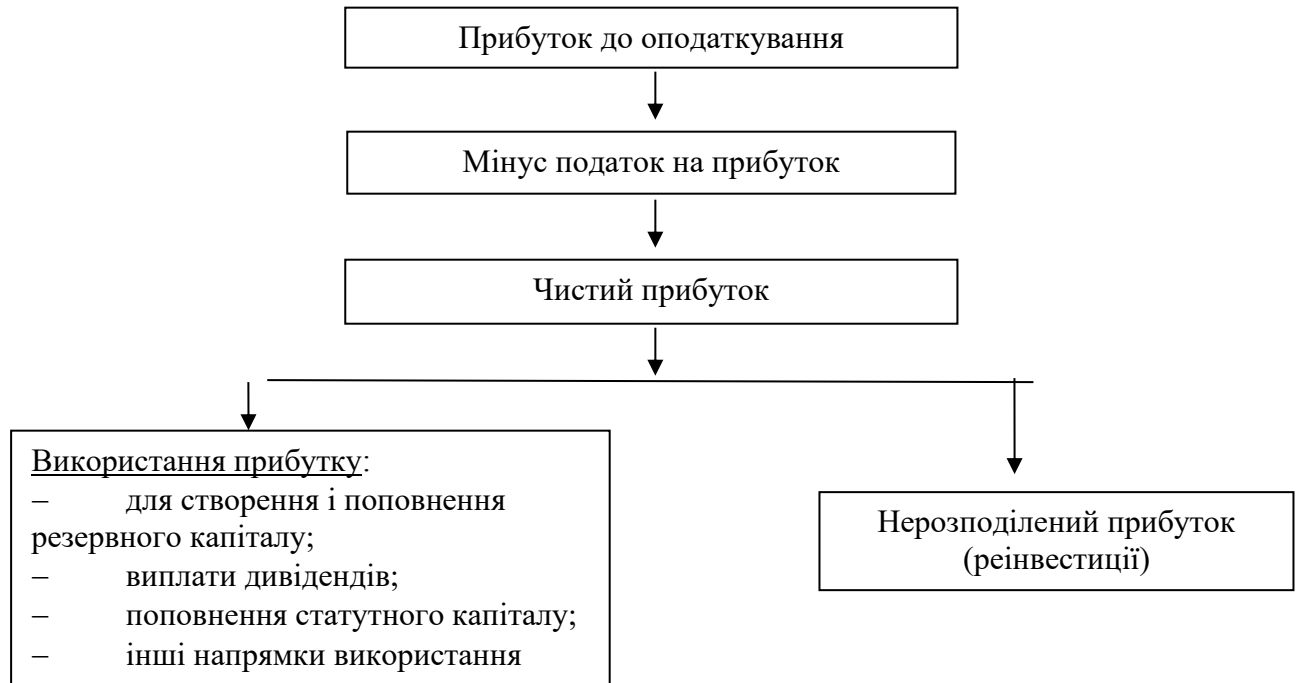 Прибуток до оподаткування
Мінус податок на прибуток
Чистий прибуток
Використання прибутку:
– для створення і поповнення
резервного капіталу;
– виплати дивідендів;
– поповнення статутного капіталу;
– інші напрямки використання
Нерозподілений прибуток
(реінвестиції)